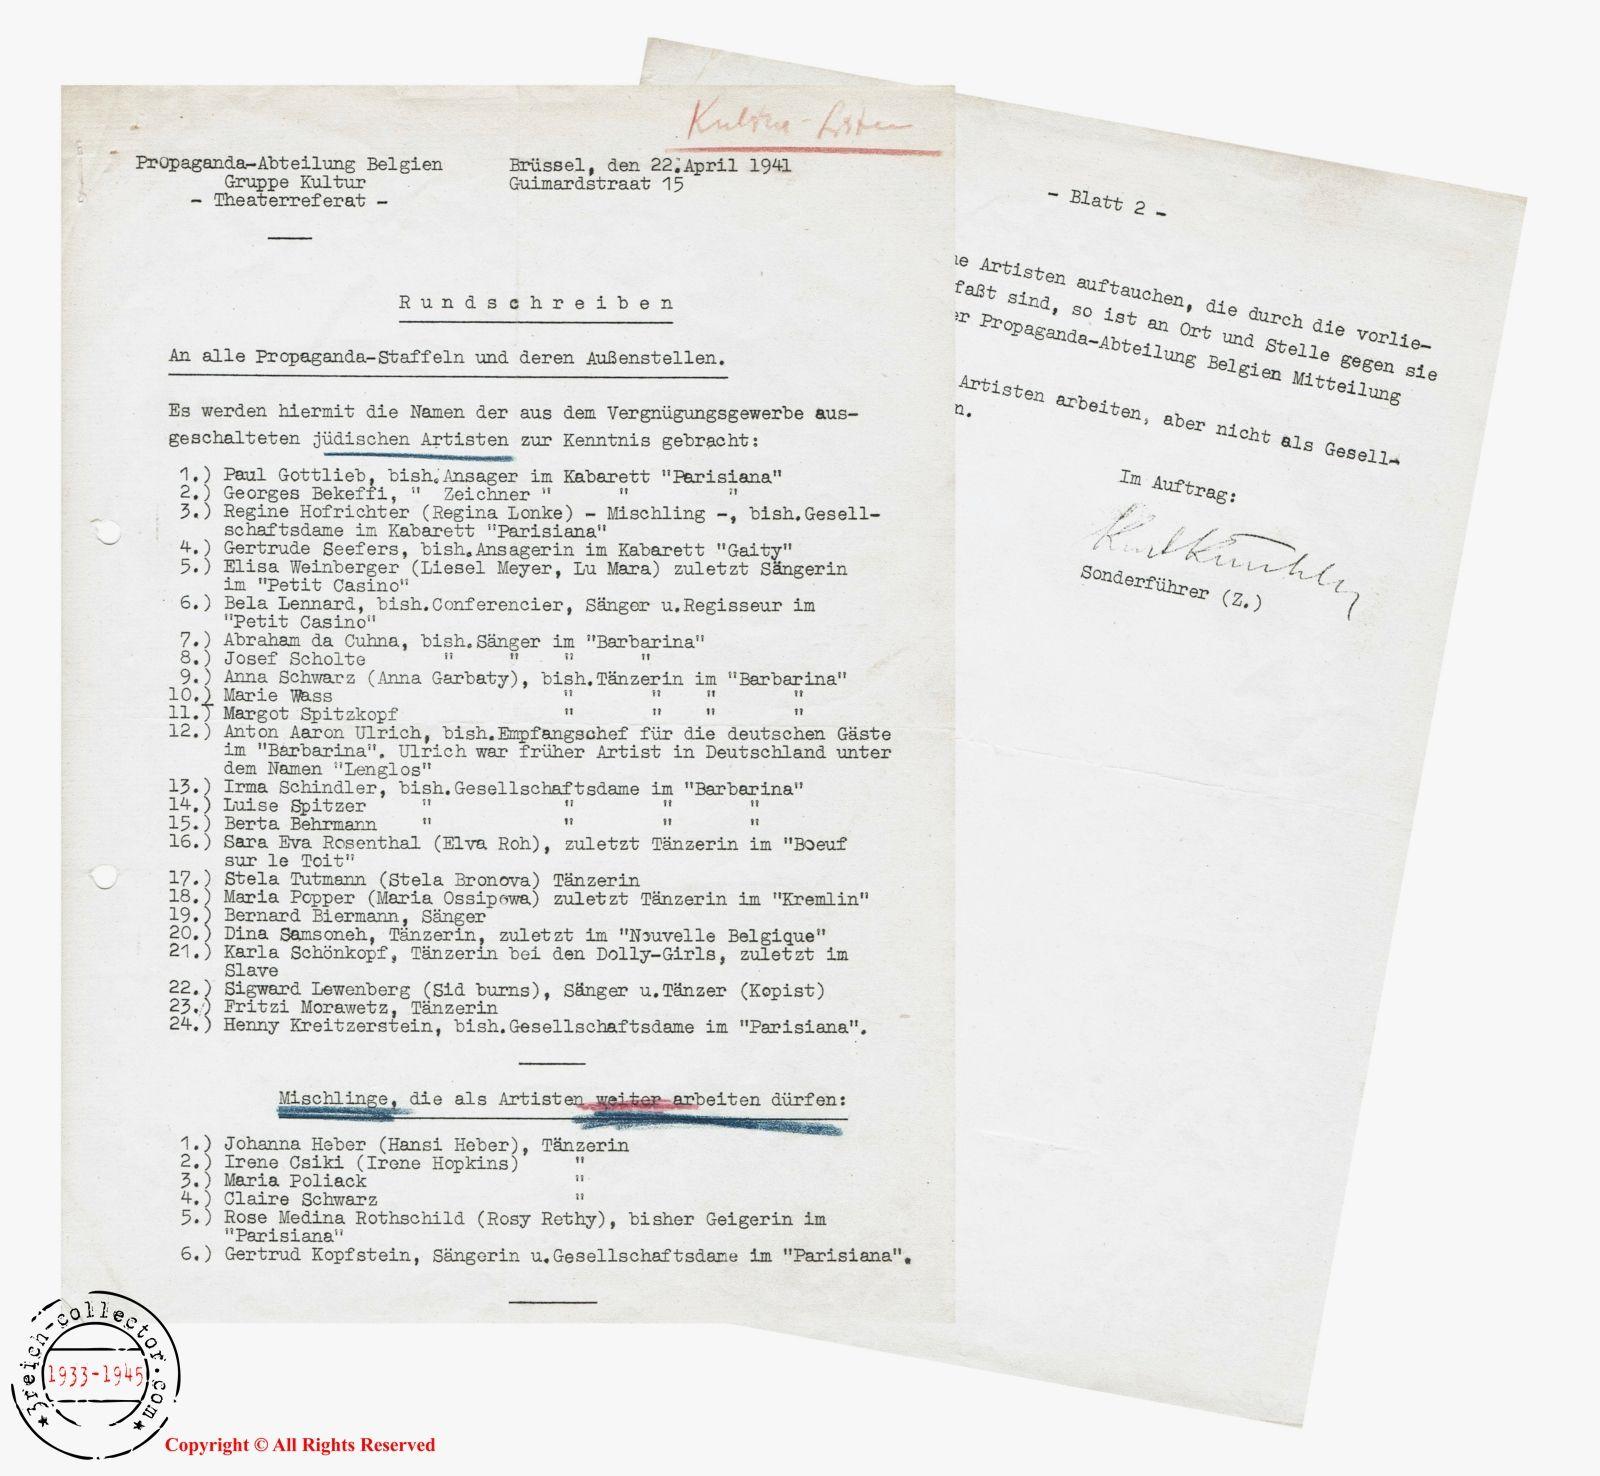 Kultur-Listen
Propaganda-Abteilung Belgien
Gruppe Kultur
- Theaterreferat -
Brüssel, den 22.April 1941
Guimardstraat 15
Rundschreiben
An alle Propaganda-Staffeln und deren Außenstellen.
Es werden hiermit die Namen der aus dem Vergnügungsgewerbe aus-
geschalteten jüdischen Artisten zur Kenntnis gebracht:
1.) Paul Gottlieb, bish.Ansager im Kabarett "Parisiana"
2.) Georges Bekeffi, " Zeichner " " "
3.) Regine Hofrichter (Regina Lonke) - Mischling -, bish.Gesell-
schaftsdame im Kabarett "Parisiana"
4.) Gertrude Seefers, bish.Ansagerin im Kabarett "Gaity"
5.) Elisa Weinberger (Liesel Meyer, Lu Mara) zuletzt Sängerin
im "Petit Casino"
6.) Bela Lennard, bish.Conferencier, Sänger u.Regisseur im
"Petit Casino"
7.) Abraham da Cuhna, bish.Sänger im "Barbarina"
8.) Josef Scholte " " " "
9.) Anna Schwarz (Anna Garbaty), bish.Tänzerin im "Barbarina"
10.) Marie Wass " " " "
11.) Margot Spitzkopf " " " "
12.) Anton Aaron Ulrich, bish.Empfangschef für die deutschen Gäste
im "Barbarina". Ulrich war früher Artist in Deutschland unter
dem Namen "Lenglos"
13.) Irma Schindler, bish.Gesellschaftsdame im "Barbarina"
14.) Luise Spitzer " " " "
15.) Berta Behrmann " " " "
16.) Sara Eva Rosenthal (Elva Roh), zuletzt Tänzerin im "Boeuf
sur le Toit"
17.) Stela Tutmann (Stela Bronova) Tänzerin
18.) Maria Popper (Maria Ossipowa) zuletzt Tänzerin im "Kremlin"
19.) Bernard Biermann, Sänger
20.) Dina Samsoneh, Tänzerin, zuletzt im "Nouvelle Belgique"
21.) Karla Schönkopf, Tänzerin bei den Dolly-Girls, zuletzt im
Slave
22.) Sigward Lewenberg (Sid burns), Sänger u.Tänzer (Kopist)
23.) Fritzi Morawetz, Tänzerin
24.) Henny Kreitzerstein, bish.Gesellschaftsdame im "Parisiana".
Mischlinge, die als Artisten weiter arbeiten dürfen:
1.) Johanna Heber (Hansi Heber), Tänzerin
2.) Irene Csiki (Irene Hopkins) "
3.) Maria Poliack "
4.) Claire Schwarz "
5.) Rose Medina Rothschild (Rosy Rethy), bisher Geigerin im
"Parisiana"
6.) Gertrud Kopfstein, Sängerin u.Gesellschaftsdame im "Parisiana".
- Blatt 2 -
Artisten auftauchen, die durch die vorlie-
faßt sind, so ist an Ort und Stelle gegen sie
er Propaganda-Abteilung Belgien Mitteilung
Artisten arbeiten, aber nicht als Gesell-
n.
Im Auftrag:
Sonderführer (Z.)
3reich-collector.com
1933-1945
Copyright © All Rights Reserved